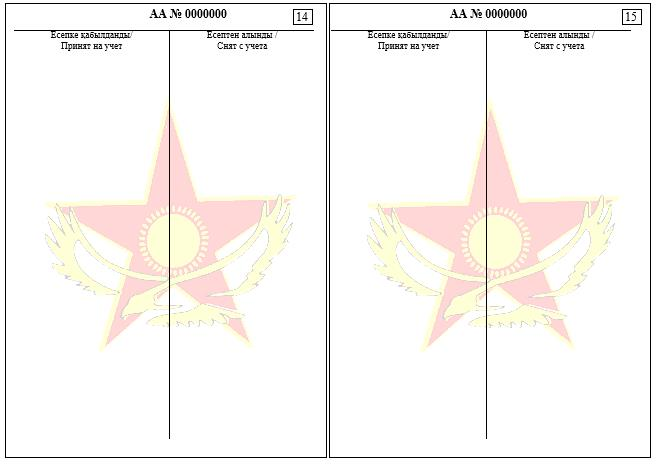 АА № 0000000
14
Есепке қабылданды/
Принят на учет
Есептен алынды /
Снят с учета
АА № 0000000
15
Есепке қабылданды/
Принят на учет
Есептен алынды /
Снят с учета